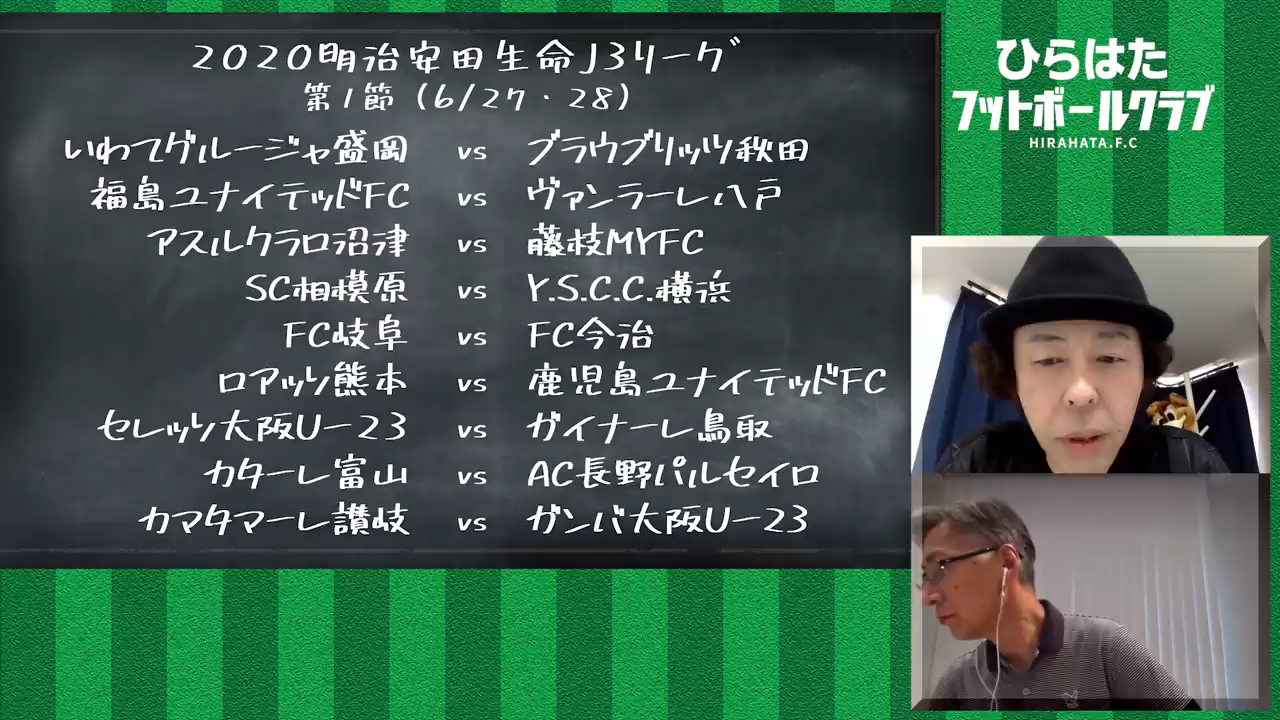 2020明治安田生命J3リーグ
第1節（6/27・28）
いわてグルージャ盛岡 vs ブラウブリッツ秋田
福島ユナイテッドFC vs ヴァンラーレ八戸
アスルクラロ沼津 vs 藤枝MYFC
SC相模原 vs Y.S.C.C.横浜
FC岐阜 vs FC今治
ロアッソ熊本 vs 鹿児島ユナイテッドFC
セレッソ大阪U-23 vs ガイナーレ鳥取
カターレ富山 vs AC長野パルセイロ
カマタマーレ讃岐 vs ガンバ大阪U-23
ひらはた
フットボールクラブ
HIRAHATA.F.C